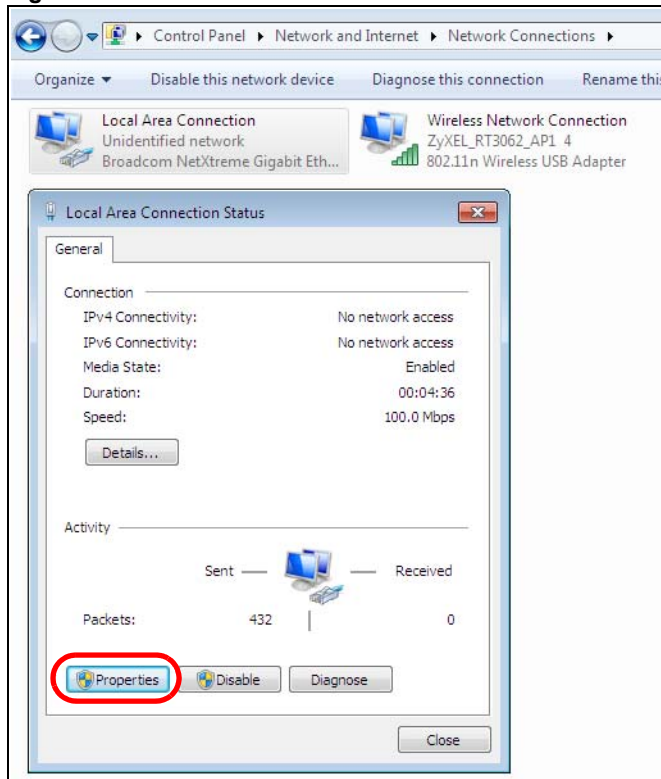 Control Panel ▸ Network and Internet ▸ Network Connections ▸
Organize ▾ Disable this network device Diagnose this connection Rename this
Local Area Connection
Unidentified network
Broadcom NetXtreme Gigabit Eth...
Wireless Network Connection
ZyXEL_RT3062_AP1 4
802.11n Wireless USB Adapter
Local Area Connection Status
General
Connection
IPv4 Connectivity: No network access
IPv6 Connectivity: No network access
Media State: Enabled
Duration: 00:04:36
Speed: 100.0 Mbps
Details...
Activity
Sent Received
Packets: 432 0
Properties Disable Diagnose
Close